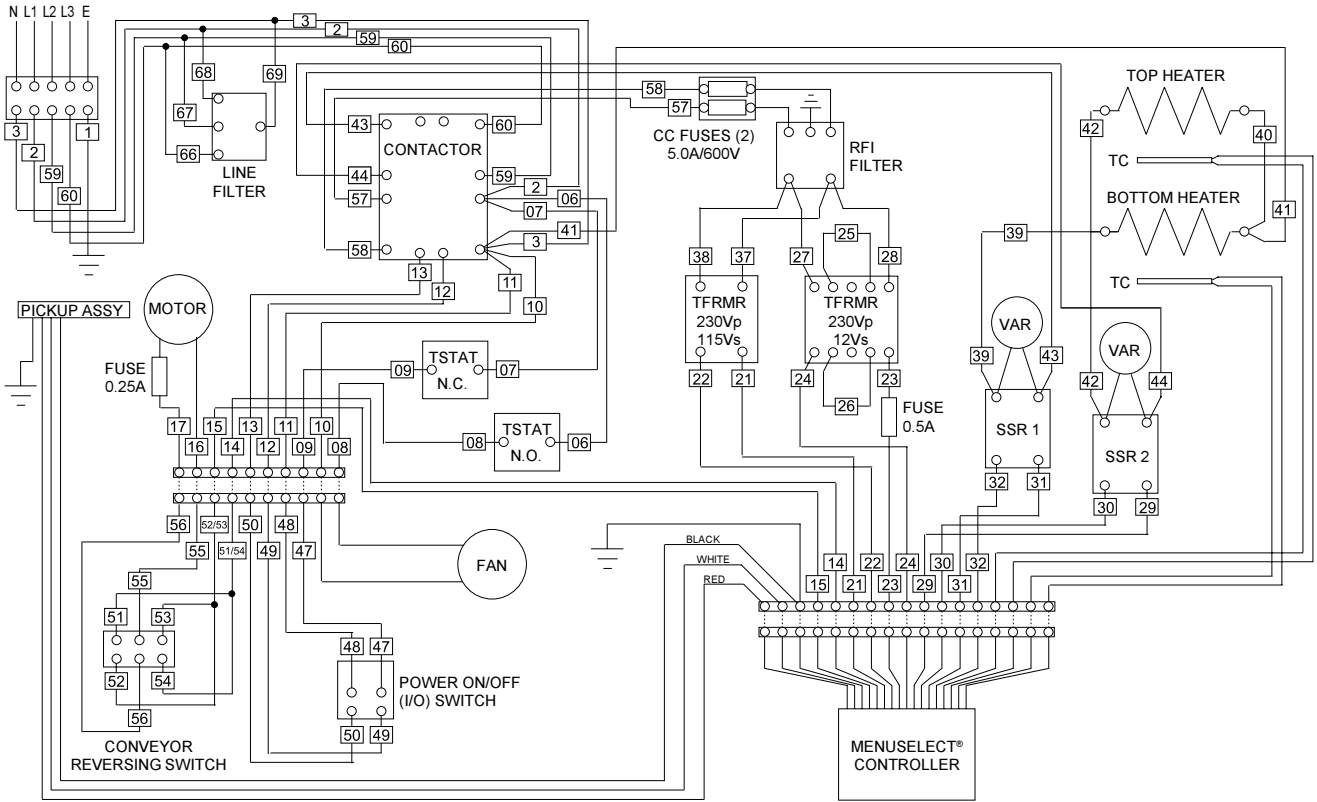 N L1 L2 L3 E
3
2
59
60
68
67
66
69
LINE
FILTER
3
2
59
60
1
43
44
57
58
CONTACTOR
60
59
2
06
07
41
3
11
10
13
12
58
57
CC FUSES (2)
5.0A/600V
RFI
FILTER
TOP HEATER
42
40
TC
BOTTOM HEATER
39
41
TC
38
37
27
25
28
TFRMR
230Vp
115Vs
TFRMR
230Vp
12Vs
22
21
24
26
23
FUSE
0.5A
VAR
39
43
SSR 1
32
31
VAR
42
44
SSR 2
30
29
PICKUP ASSY
MOTOR
FUSE
0.25A
09
TSTAT
N.C.
07
08
TSTAT
N.O.
06
17
16
15
14
13
12
11
09
10
08
56
55
52/53
51/54
50
49
48
47
FAN
55
51
53
52
54
56
CONVEYOR
REVERSING SWITCH
48
47
POWER ON/OFF
(I/O) SWITCH
50
49
BLACK
WHITE
RED
15
14
21
22
23
24
29
30
31
32
MENUSELECT®
CONTROLLER